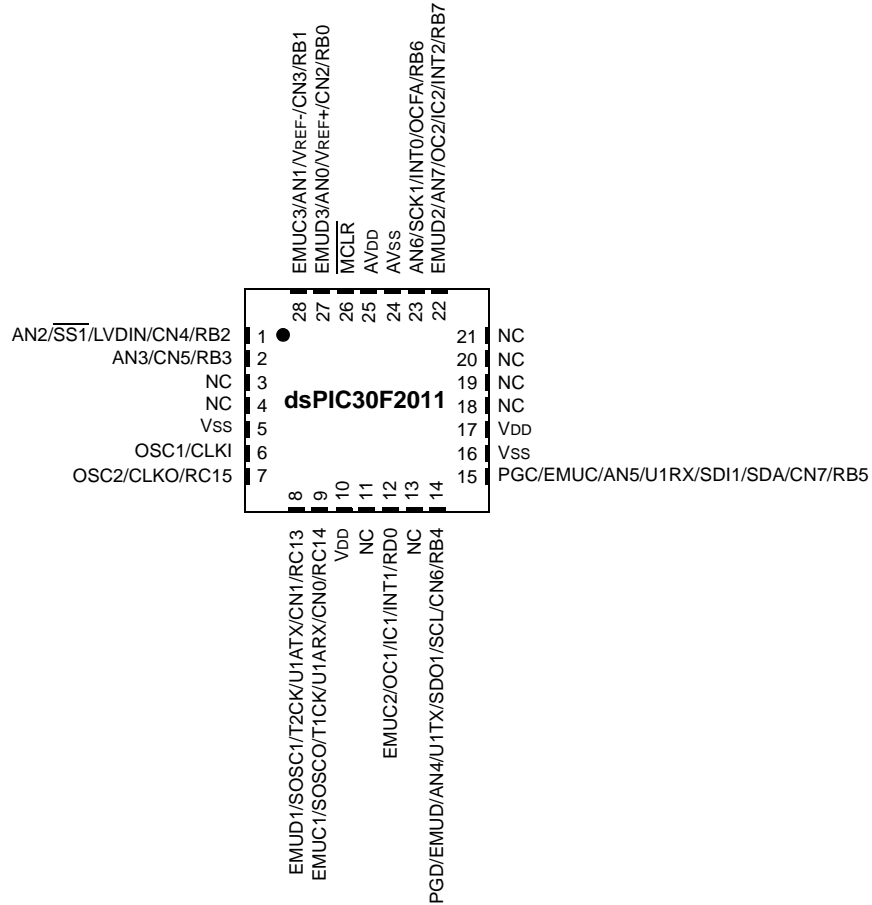 EMUC3/AN1/VREF-/CN3/RB1
EMUD3/AN0/VREF+/CN2/RB0
MCLR
AVDD
AVSS
AN6/SCK1/INT0/OCFA/RB6
EMUD2/AN7/OC2/IC2/INT2/RB7
28 27 26 25 24 23 22
AN2/SS1/LVDIN/CN4/RB2 1
AN3/CN5/RB3 2
NC 3
NC 4
VSS 5
OSC1/CLKI 6
OSC2/CLKO/RC15 7
dsPIC30F2011
21 NC
20 NC
19 NC
18 NC
17 VDD
16 VSS
15 PGC/EMUC/AN5/U1RX/SDI1/SDA/CN7/RB5
8 9 10 11 12 13 14
EMUD1/SOSC1/T2CK/U1ATX/CN1/RC13
EMUC1/SOSCO/T1CK/U1ARX/CN0/RC14
VDD
NC
EMUC2/OC1/IC1/INT1/RD0
NC
PGD/EMUD/AN4/U1TX/SDO1/SCL/CN6/RB4